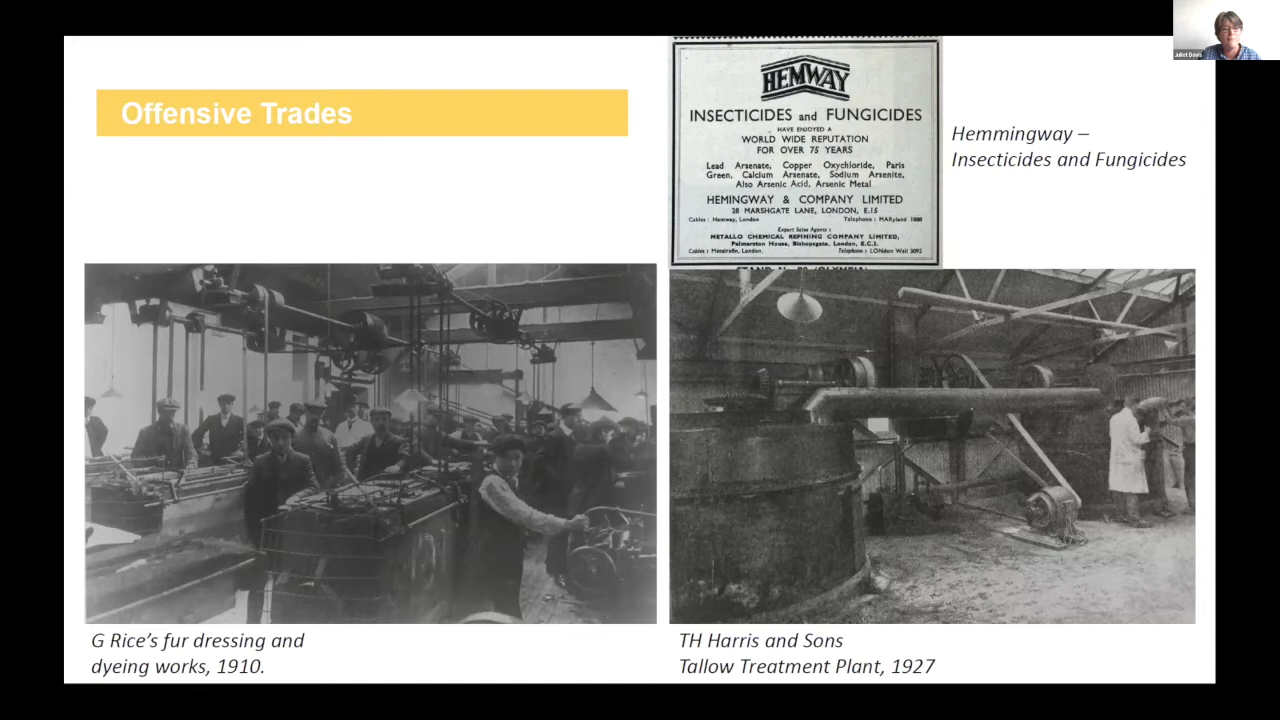 Offensive Trades
HEMWAY
INSECTICIDES and FUNGICIDES
HAVE ENJOYED A
WORLD WIDE REPUTATION
FOR OVER 75 YEARS
Lead Arsenate, Copper Oxychloride, Paris
Green, Calcium Arsenate, Sodium Arsenite,
Also Arsenic Acid, Arsenic Metal
HEMINGWAY & COMPANY LIMITED
28 MARSHGATE LANE, LONDON, E.15
Cables: Hemway, London Telephone: MARyland 1888
Export Sales Agents:
METALLO CHEMICAL REFINING COMPANY LIMITED,
Palmerston House, Bishopsgate, London, E.C.2.
Cables: Metalrefin, London. Telephone: LONdon Wall 3092
Hemmingway –
Insecticides and Fungicides
G Rice's fur dressing and
dyeing works, 1910.
TH Harris and Sons
Tallow Treatment Plant, 1927
Juliet Davis